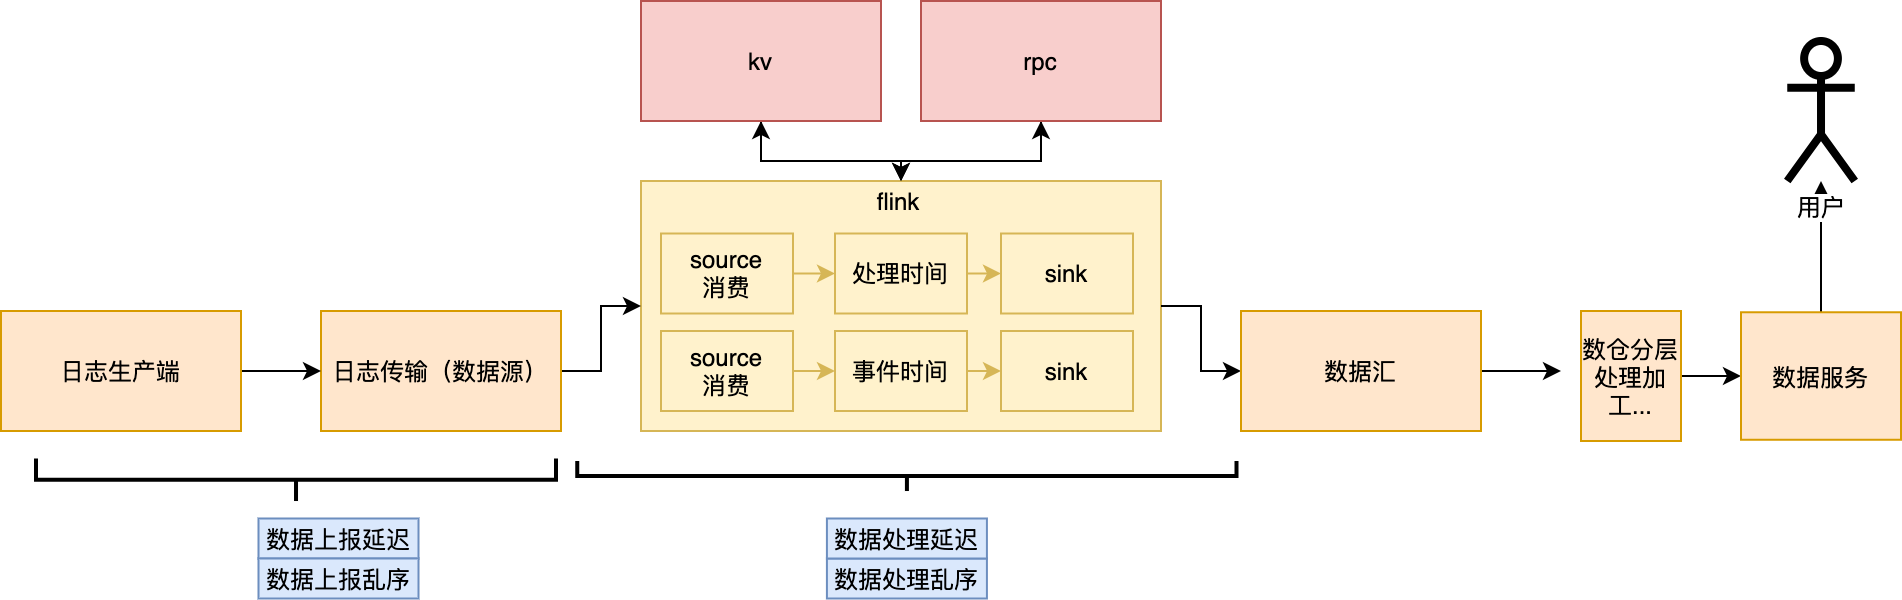 kv
rpc
flink
source
消费
处理时间
sink
source
消费
事件时间
sink
日志生产端
日志传输（数据源）
数据汇
数仓分层
处理加
工...
数据服务
用户
数据上报延迟
数据上报乱序
数据处理延迟
数据处理乱序